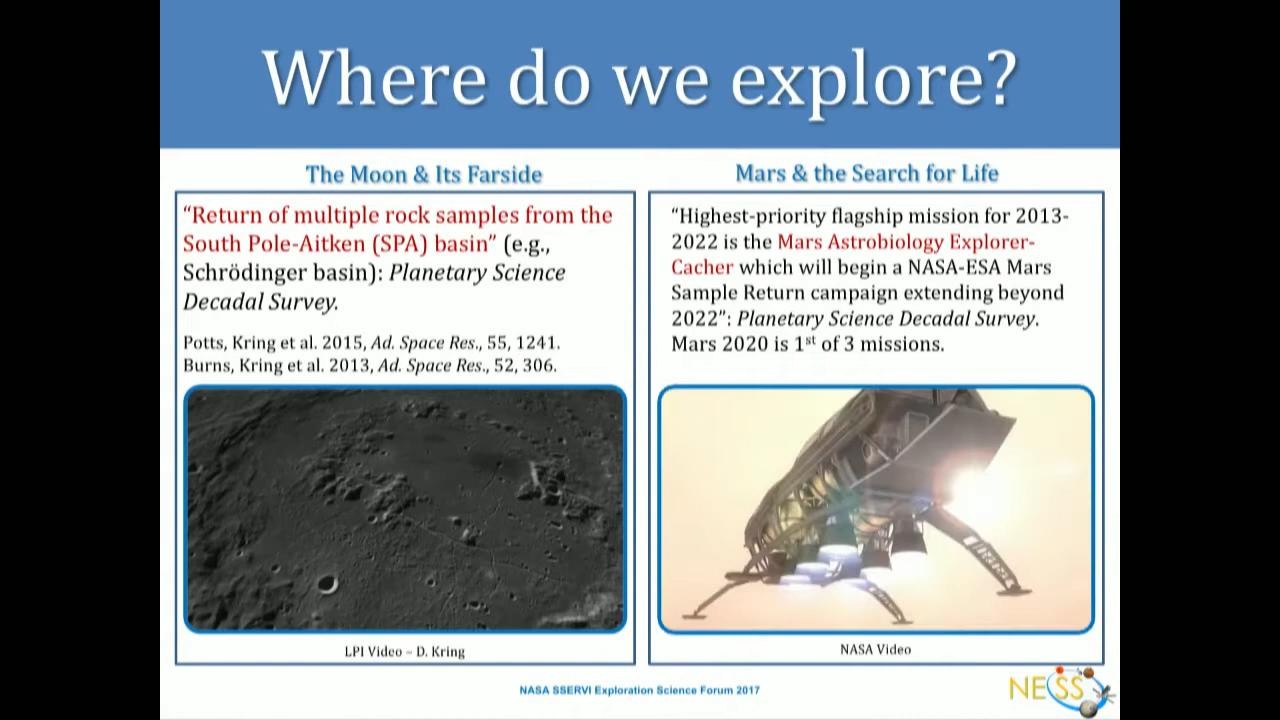 Where do we explore?
The Moon & Its Farside
“Return of multiple rock samples from the
South Pole-Aitken (SPA) basin” (e.g.,
Schrödinger basin): Planetary Science
Decadal Survey.
Potts, Kring et al. 2015, Ad. Space Res., 55, 1241.
Burns, Kring et al. 2013, Ad. Space Res., 52, 306.
LPI Video – D. Kring
Mars & the Search for Life
“Highest-priority flagship mission for 2013-
2022 is the Mars Astrobiology Explorer-
Cacher which will begin a NASA-ESA Mars
Sample Return campaign extending beyond
2022”: Planetary Science Decadal Survey.
Mars 2020 is 1st of 3 missions.
NASA Video
NASA SSERVI Exploration Science Forum 2017
NESS